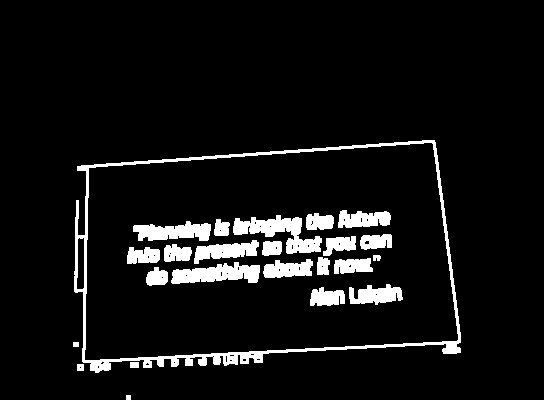 "Planning is bringing the future
into the present so that you can
do something about it now."
Alan Lakein